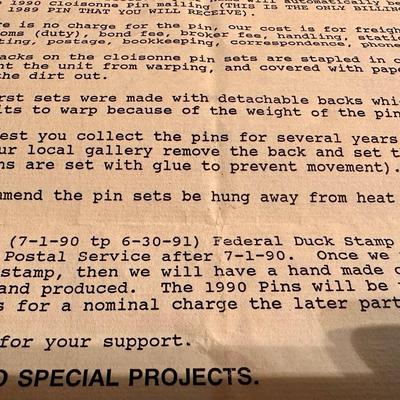 1990 Cloisonne Pin mailing (THIS IS THE ONLY BILLIN
1989 PIN THAT YOU WILL RECEIVE).
re is no charge for the pin, our cost is for freigh
oms (duty), bond fee, broker fee, handling, stati
ting, postage, bookkeeping, correspondence, phone
acks on the cloisonne pin sets are stapled in c
nt the unit from warping, and covered with pape
the dirt out.
irst sets were made with detachable backs whi
its to warp because of the weight of the pin
est you collect the pins for several years
ur local gallery remove the back and set t
ns are set with glue to prevent movement).
mmend the pin sets be hung away from heat
(7-1-90 tp 6-30-91) Federal Duck Stamp
Postal Service after 7-1-90. Once we
stamp, then we will have a hand made c
and produced. The 1990 Pins will be
s for a nominal charge the later part
for your support.
D SPECIAL PROJECTS.